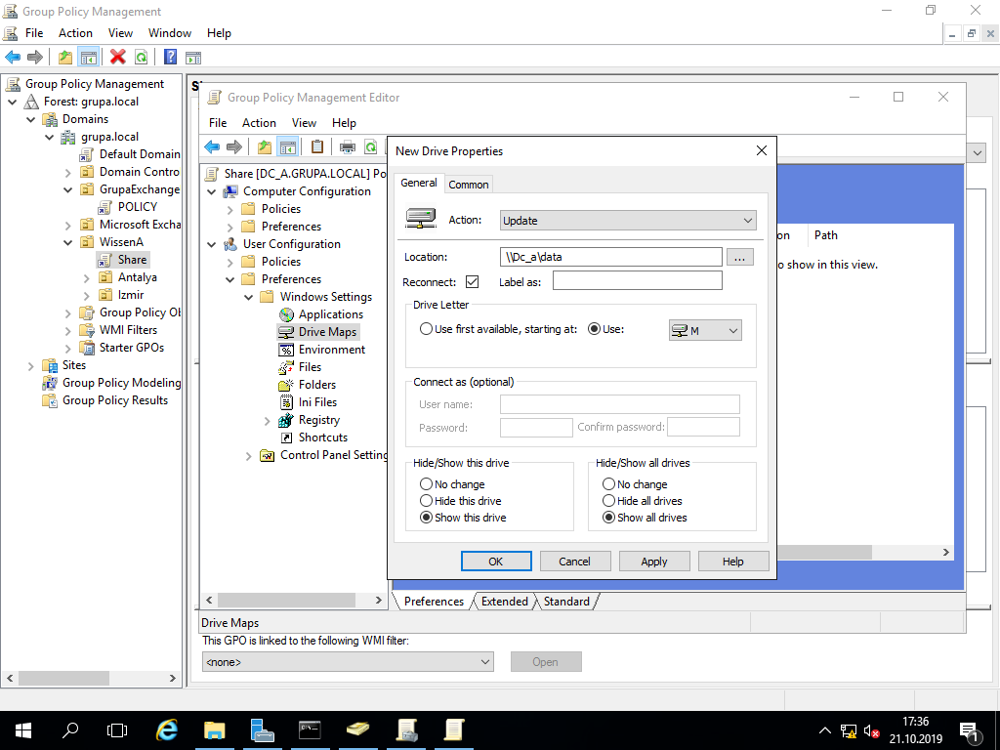 Group Policy Management
File Action View Window Help
Group Policy Management
Forest: grupa.local
Domains
grupa.local
Default Domain
Domain Contro
GrupaExchange
POLICY
Microsoft Excha
WissenA
Share
Antalya
Izmir
Group Policy Ob
WMI Filters
Starter GPOs
Sites
Group Policy Modeling
Group Policy Results
Group Policy Management Editor
File Action View Help
Share [DC_A.GRUPA.LOCAL] Po
Computer Configuration
Policies
Preferences
User Configuration
Policies
Preferences
Windows Settings
Applications
Drive Maps
Environment
Files
Folders
Ini Files
Registry
Shortcuts
Control Panel Setting
on Path
o show in this view.
New Drive Properties
General Common
Action: Update
Location: \\Dc_a\data ...
Reconnect: Label as:
Drive Letter
Use first available, starting at: Use: M
Connect as (optional)
User name:
Password: Confirm password:
Hide/Show this drive Hide/Show all drives
No change No change
Hide this drive Hide all drives
Show this drive Show all drives
OK Cancel Apply Help
Preferences Extended Standard
Drive Maps
This GPO is linked to the following WMI filter:
<none> Open
17:36
21.10.2019
1